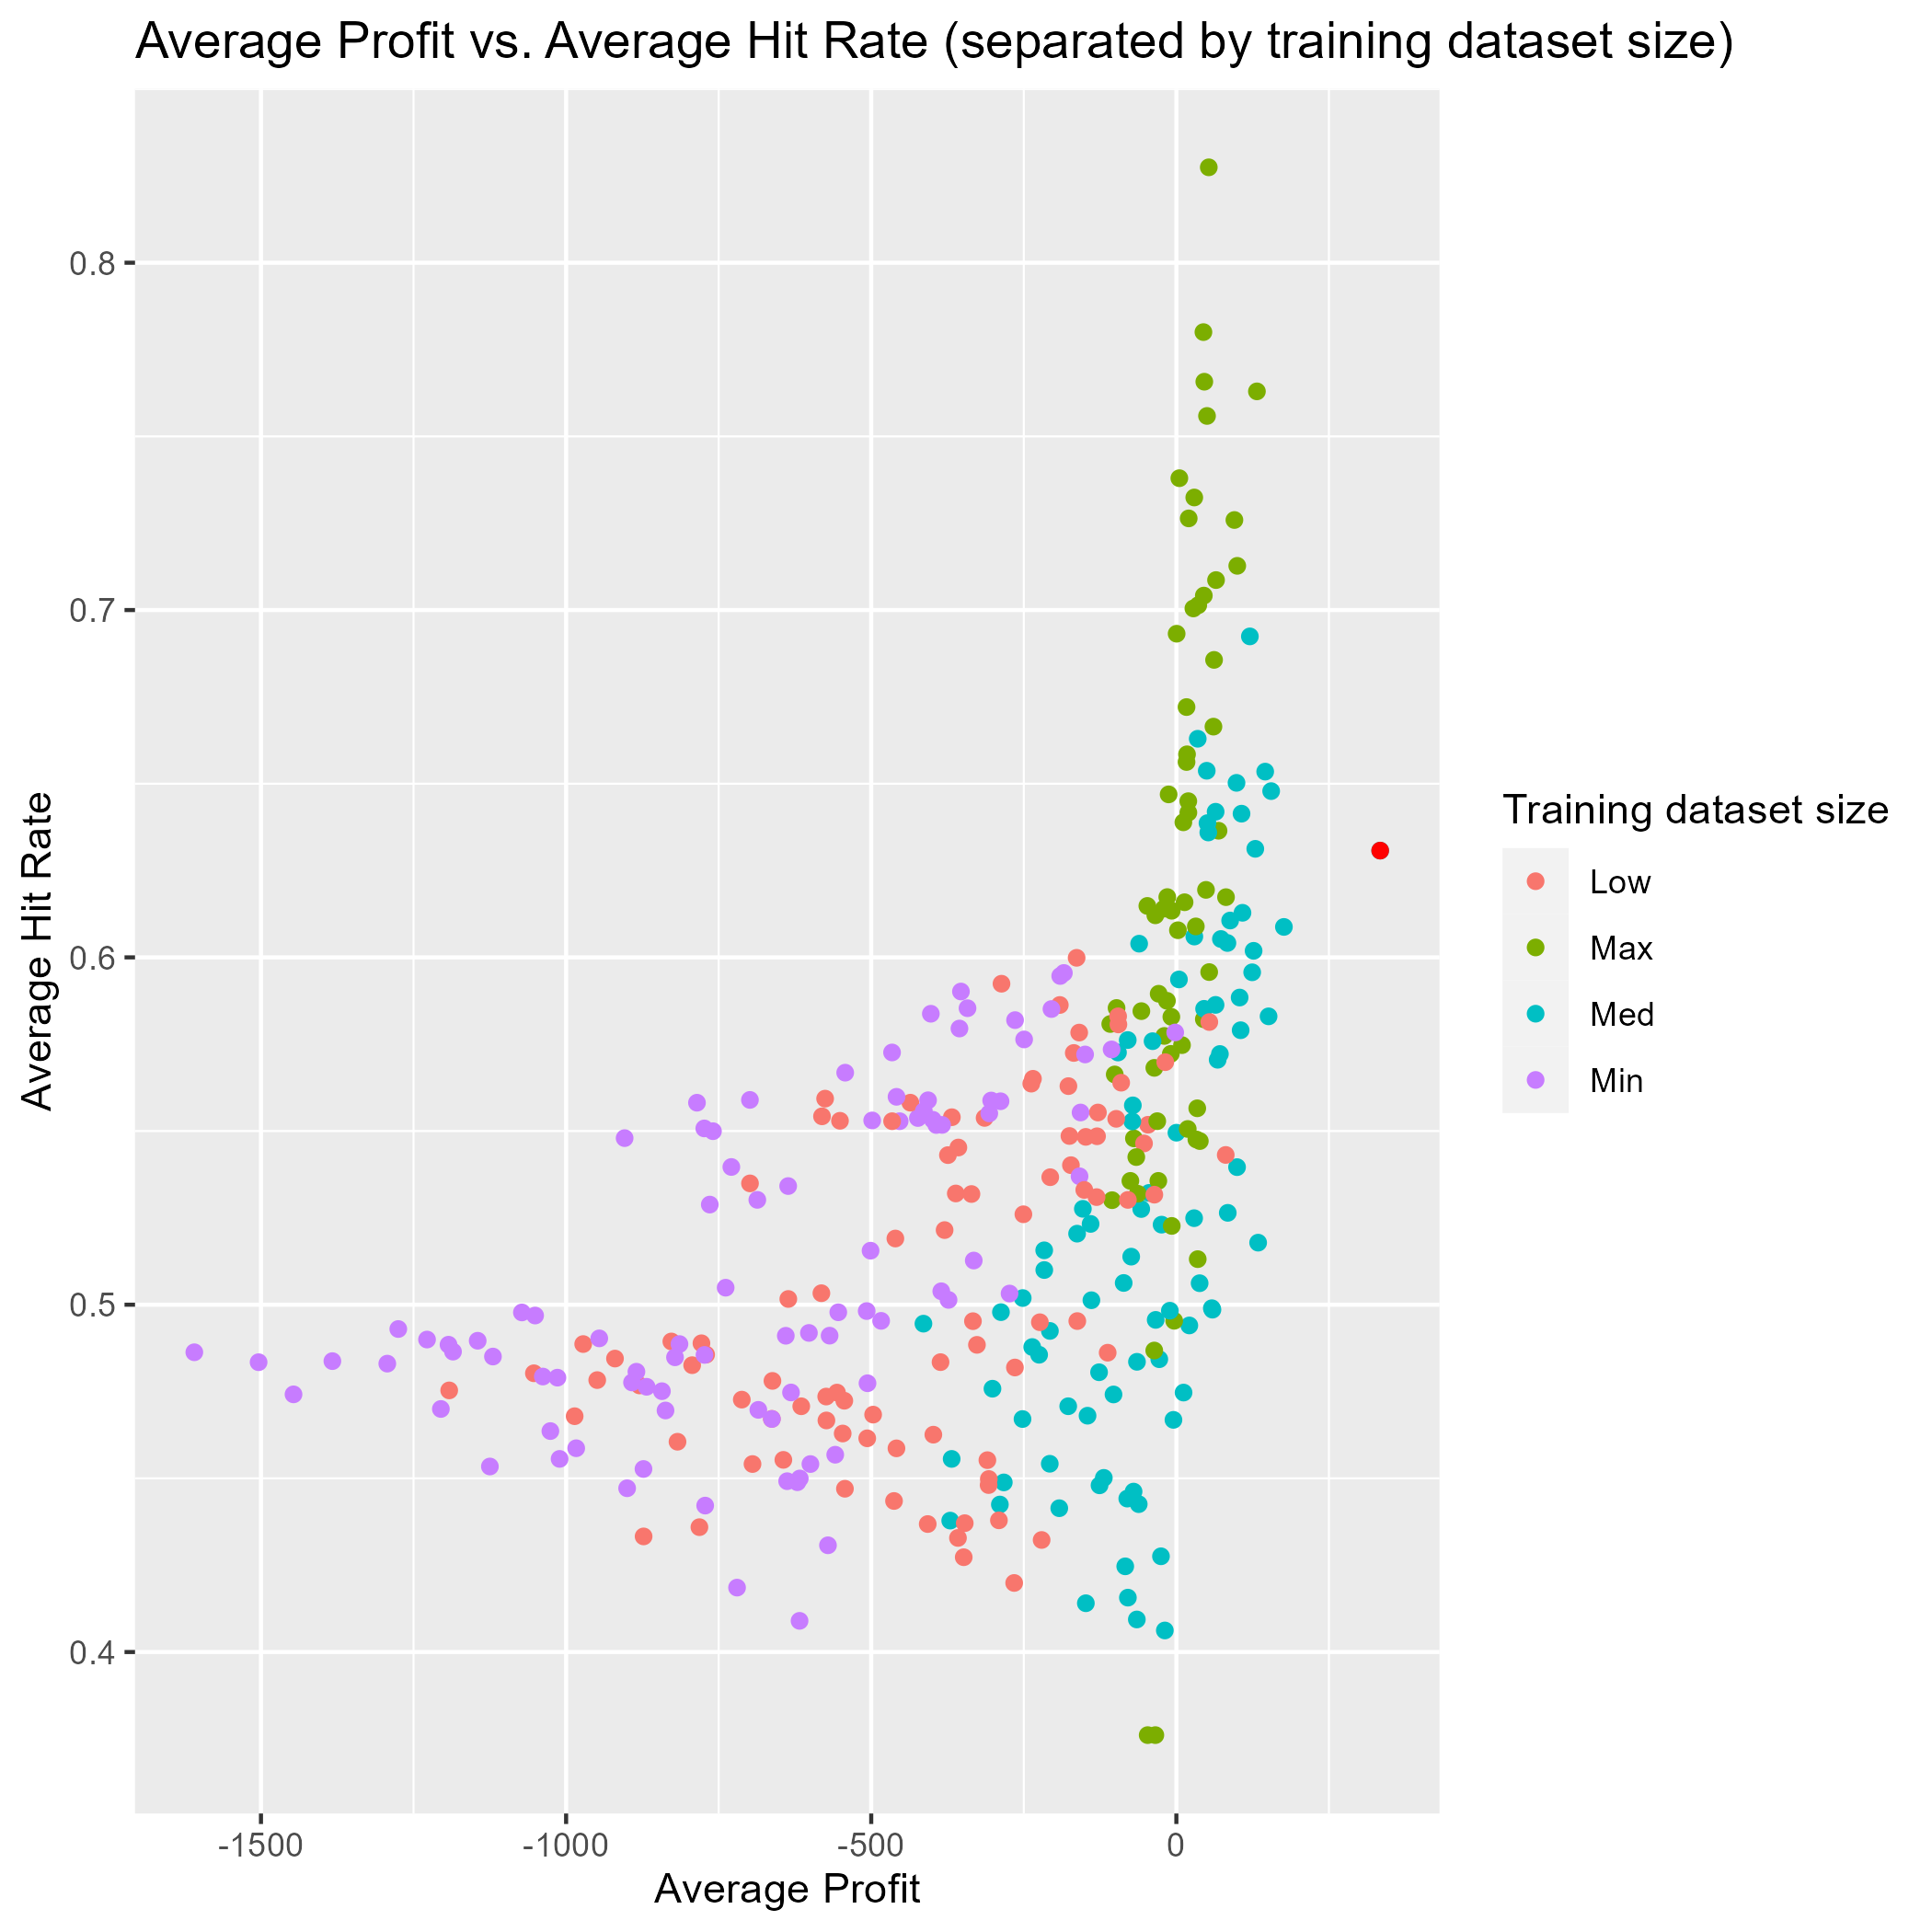 Average Profit vs. Average Hit Rate (separated by training dataset size)
Average Hit Rate
0.8
0.7
0.6
0.5
0.4
-1500
-1000
-500
0
Average Profit
Training dataset size
Low
Max
Med
Min